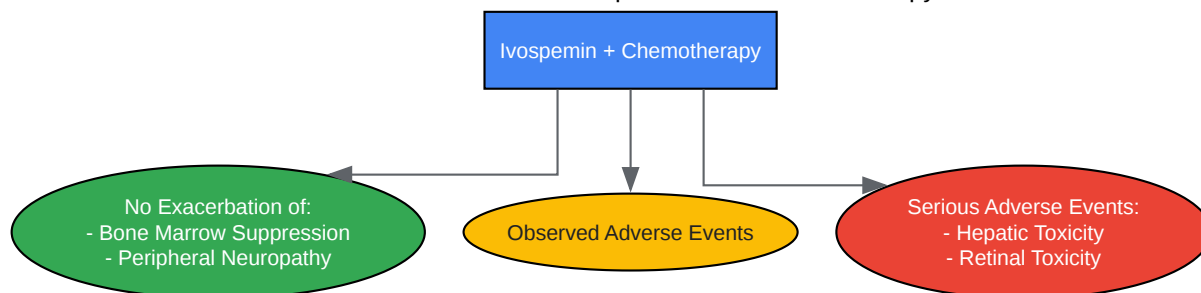 Ivospemin + Chemotherapy
No Exacerbation of:
- Bone Marrow Suppression
- Peripheral Neuropathy
Observed Adverse Events
Serious Adverse Events:
- Hepatic Toxicity
- Retinal Toxicity